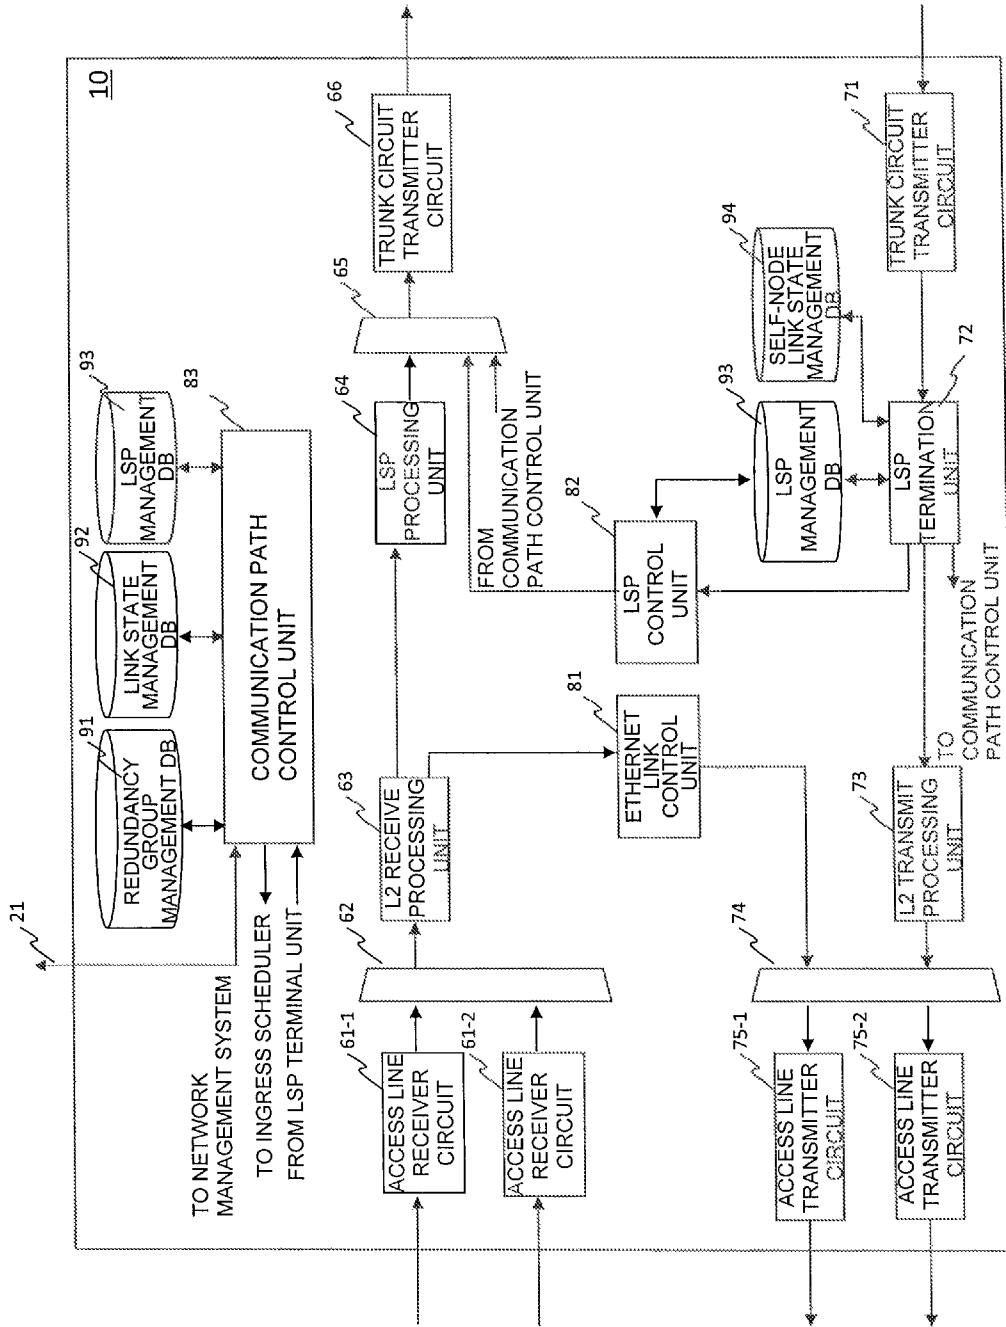 10
21
REDUNDANCY
GROUP
MANAGEMENT DB
91
LINK STATE
MANAGEMENT
DB
92
LSP
MANAGEMENT
DB
93
COMMUNICATION PATH
CONTROL UNIT
83
TO NETWORK
MANAGEMENT SYSTEM
TO INGRESS SCHEDULER
FROM LSP TERMINAL UNIT
61-1
ACCESS LINE
RECEIVER
CIRCUIT
61-2
ACCESS LINE
RECEIVER
CIRCUIT
62
63
L2 RECEIVE
PROCESSING
UNIT
64
LSP
PROCESSING
UNIT
65
66
TRUNK CIRCUIT
TRANSMITTER
CIRCUIT
FROM
COMMUNICATION
PATH CONTROL UNIT
81
ETHERNET
LINK
CONTROL
UNIT
82
LSP
CONTROL
UNIT
93
LSP
MANAGEMENT
DB
94
SELF-NODE
LINK STATE
MANAGEMENT
DB
75-1
ACCESS LINE
TRANSMITTER
CIRCUIT
75-2
ACCESS LINE
TRANSMITTER
CIRCUIT
74
73
L2 TRANSMIT
PROCESSING
UNIT
TO
COMMUNICATION
PATH CONTROL UNIT
72
LSP
TERMINATION
UNIT
71
TRUNK CIRCUIT
TRANSMITTER
CIRCUIT